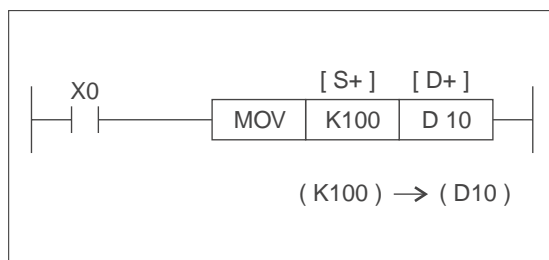 [ S+ ] [ D+ ]
X0
MOV K100 D 10
( K100 ) → ( D10 )